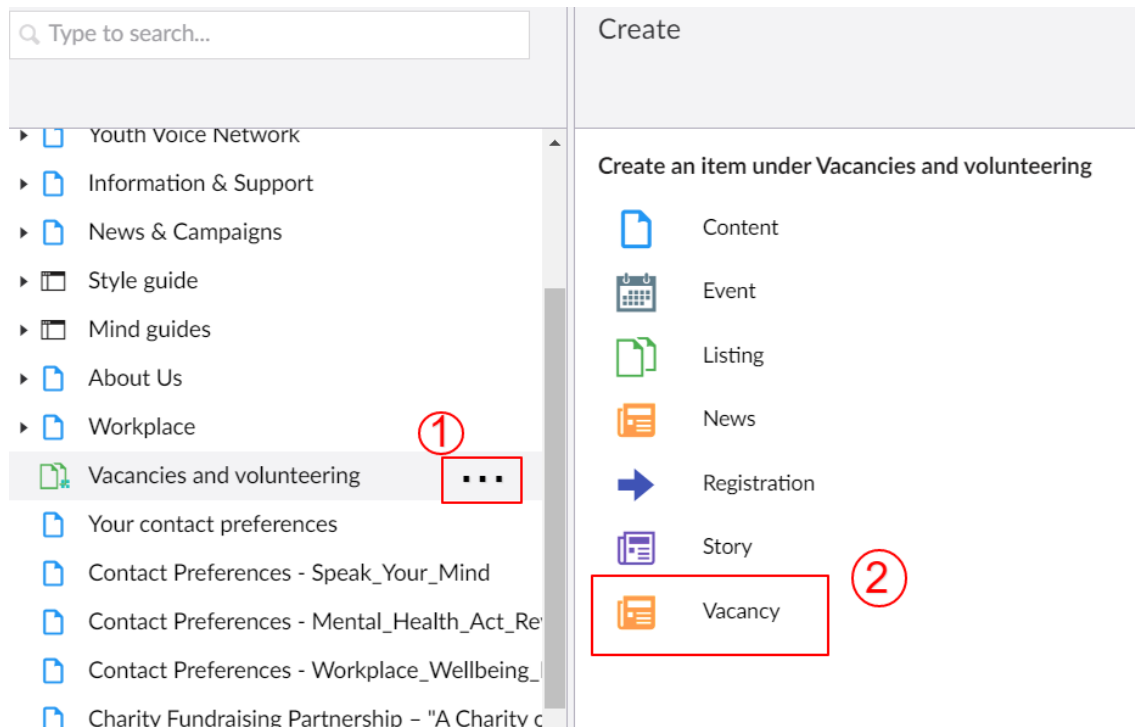 Type to search...
Youth Voice Network
Information & Support
News & Campaigns
Style guide
Mind guides
About Us
Workplace
1
Vacancies and volunteering
...
Your contact preferences
Contact Preferences - Speak_Your_Mind
Contact Preferences - Mental_Health_Act_Re
Contact Preferences - Workplace_Wellbeing_
Charity Fundraising Partnership – "A Charity c
Create
Create an item under Vacancies and volunteering
Content
Event
Listing
News
Registration
Story
Vacancy
2